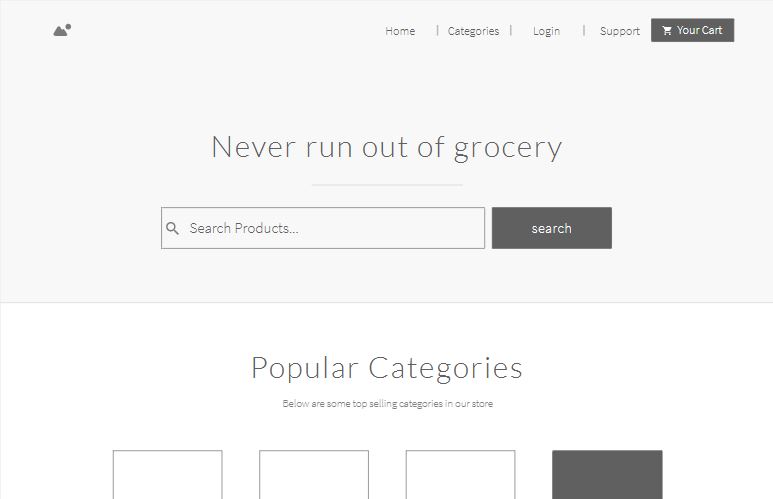 Home | Categories | Login | Support Your Cart
Never run out of grocery
Search Products... search
Popular Categories
Below are some top selling categories in our store